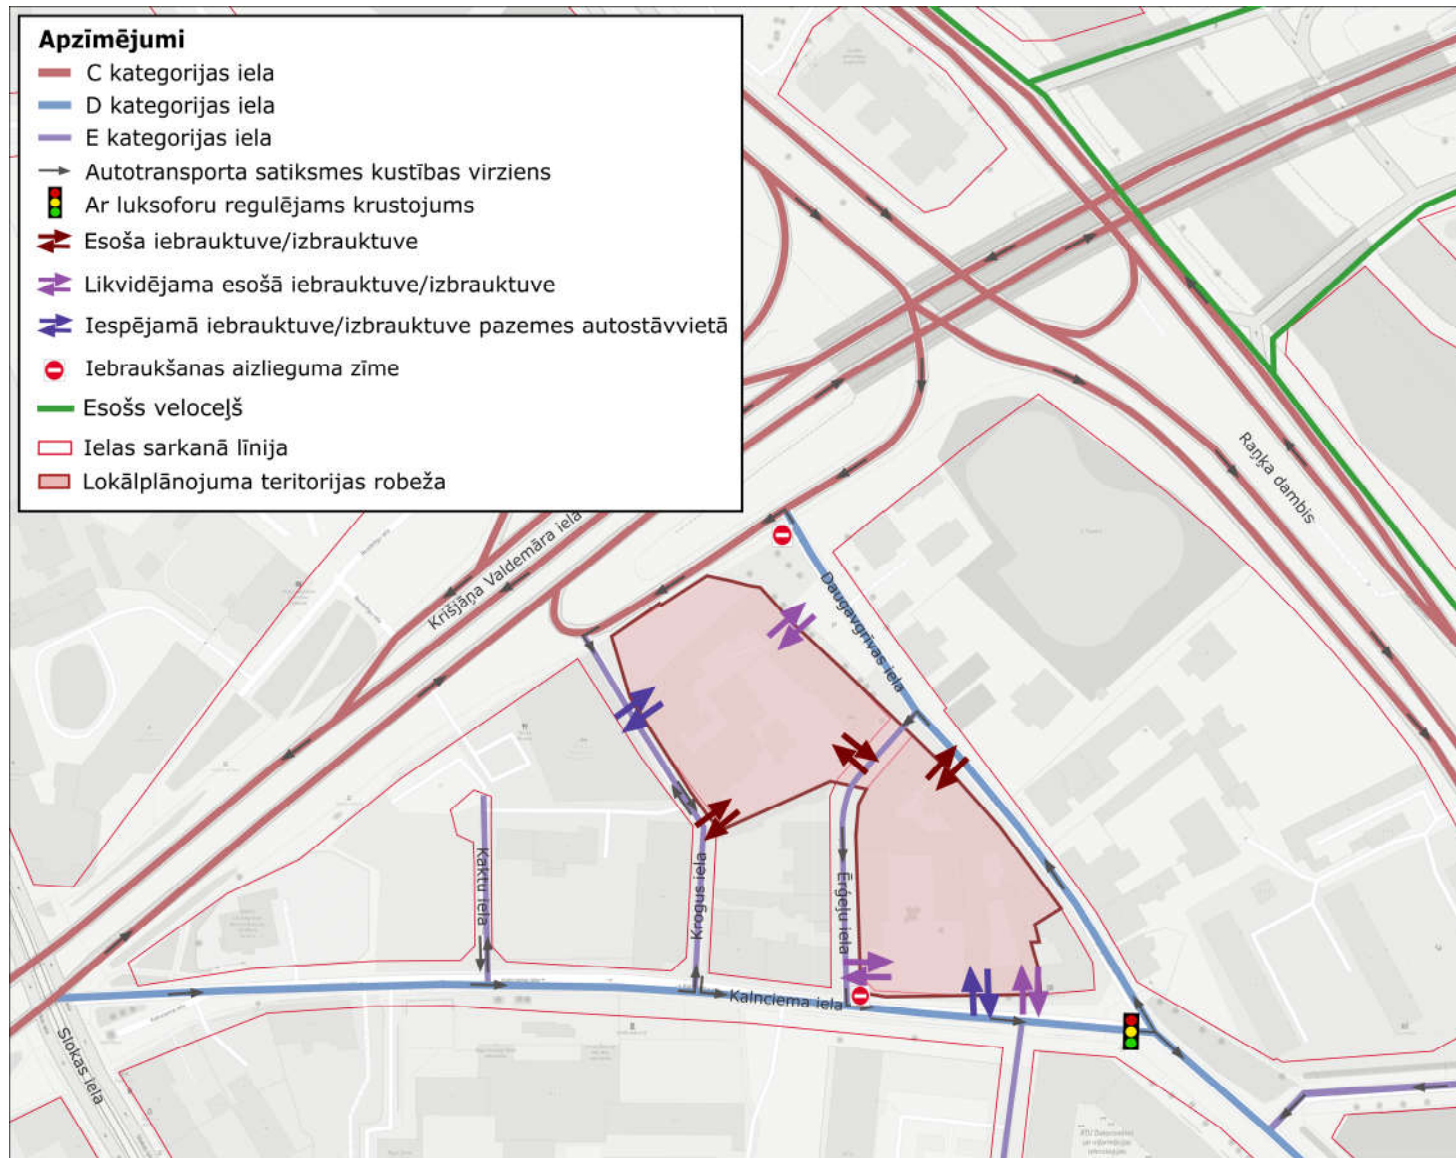 Apzīmējumi
C kategorijas iela
D kategorijas iela
E kategorijas iela
Autotransporta satiksmes kustības virziens
Ar luksoforu regulējams krustojums
Esoša iebrauktuve/izbrauktuve
Likvidējama esošā iebrauktuve/izbrauktuve
Iespējamā iebrauktuve/izbrauktuve pazemes autostāvvietā
Iebraukšanas aizlieguma zīme
Esošs veloceļš
Ielas sarkanā līnija
Lokālplānojuma teritorijas robeža
Raņķa dambis
Krišjāņa Valdemāra iela
Daugavgrīvas iela
Kaktu iela
Krogus iela
Ērģeļu iela
Kalnciema iela
Slokas iela